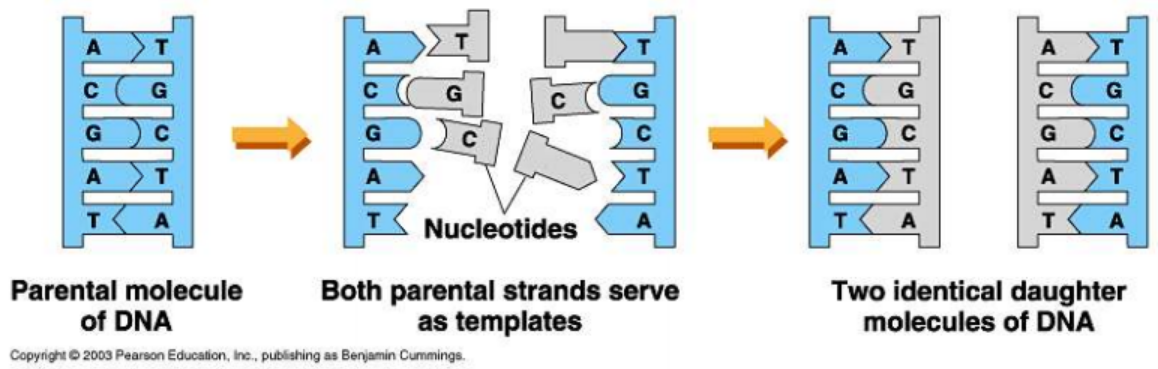 A T
C G
G C
A T
T A
A T T
C G C G
G C C
A T
T A
Nucleotides
A T A T
C G C G
G C G C
A T A T
T A T A
Parental molecule
of DNA
Both parental strands serve
as templates
Two identical daughter
molecules of DNA
Copyright © 2003 Pearson Education, Inc., publishing as Benjamin Cummings.